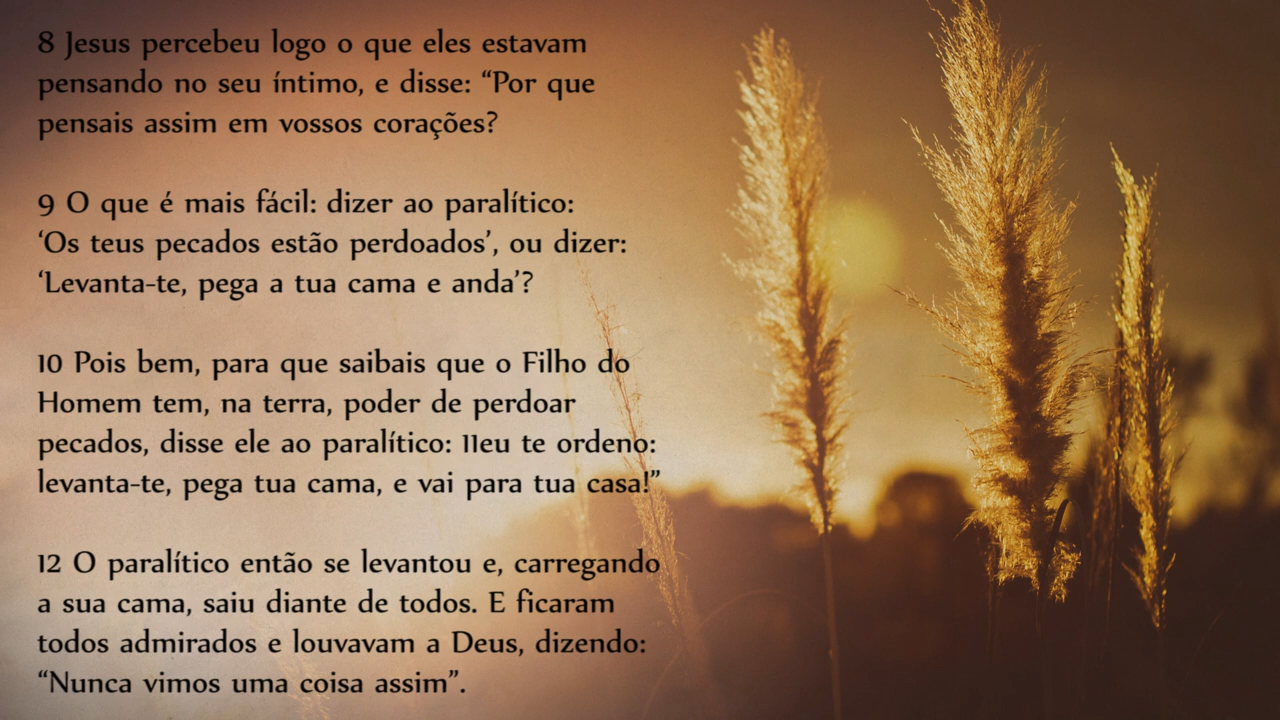 8 Jesus percebeu logo o que eles estavam
pensando no seu íntimo, e disse: “Por que
pensais assim em vossos corações?
9 O que é mais fácil: dizer ao paralítico:
‘Os teus pecados estão perdoados’, ou dizer:
‘Levanta-te, pega a tua cama e anda’?
10 Pois bem, para que saibais que o Filho do
Homem tem, na terra, poder de perdoar
pecados, disse ele ao paralítico: 11eu te ordeno:
levanta-te, pega tua cama, e vai para tua casa!”
12 O paralítico então se levantou e, carregando
a sua cama, saiu diante de todos. E ficaram
todos admirados e louvavam a Deus, dizendo:
“Nunca vimos uma coisa assim”.